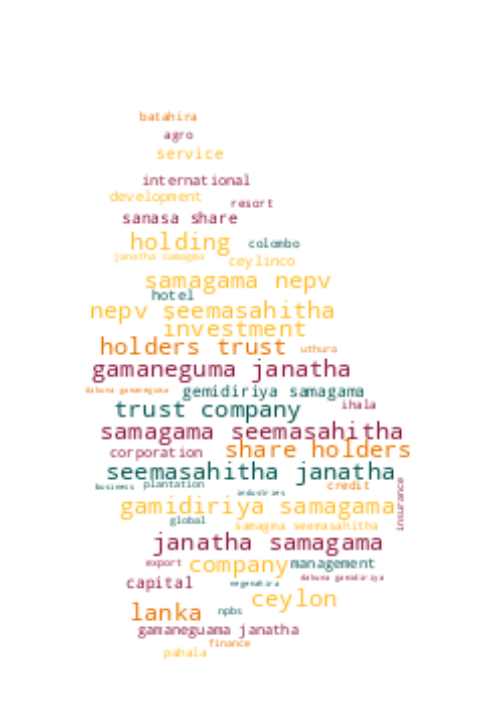 batahira
agro
service
international
development
resort
sanasa share
holding
colombo
janatha samagma
ceylinco
samagama nepv
hotel
nepv seemasahitha
investment
holders trust
uthura
gamaneguma janatha
dakuna gamaneguma
gemidiriya samagama
trust company
ihala
samagama seemasahitha
corporation
share holders
seemasahitha janatha
business
plantation
credit
industries
insurance
gamidiriya samagama
global
samagma seemasahitha
janatha samagama
export
company
management
capital
negenahira
dakuna gamidiriya
ceylon
lanka
npbs
gamaneguama janatha
finance
pahala